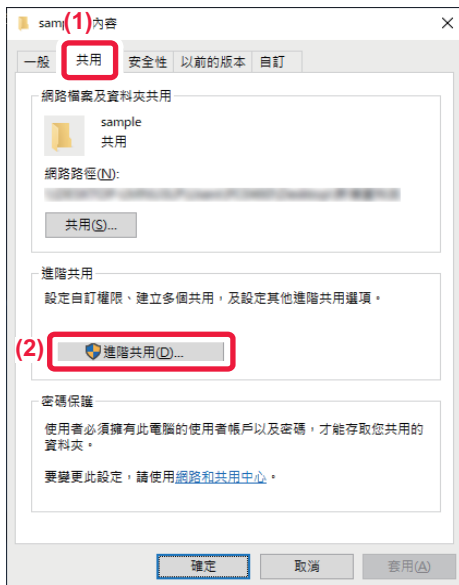 sam (1) 內容
一般 共用 安全性 以前的版本 自訂
網路檔案及資料夾共用
sample
共用
網路路徑(N):
共用(S)...
進階共用
設定自訂權限、建立多個共用，及設定其他進階共用選項。
(2) 進階共用(D)...
密碼保護
使用者必須擁有此電腦的使用者帳戶以及密碼，才能存取您共用的
資料夾。
要變更此設定，請使用網路和共用中心。
確定 取消 套用(A)